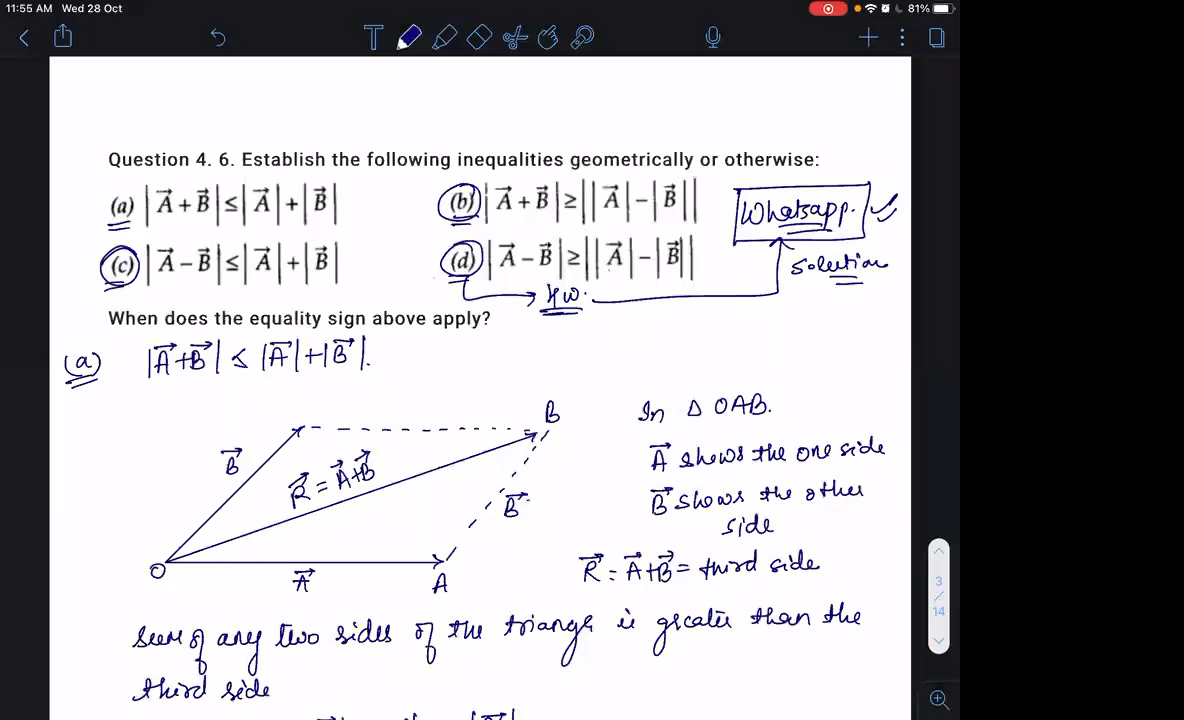 11:55 AM Wed 28 Oct
81%
Question 4. 6. Establish the following inequalities geometrically or otherwise:
(a) |A⃗ + B⃗| ≤ |A⃗| + |B⃗|
(b) |A⃗ + B⃗| ≥ ||A⃗| − |B⃗||
Whatsapp. ✓
(c) |A⃗ − B⃗| ≤ |A⃗| + |B⃗|
(d) |A⃗ − B⃗| ≥ ||A⃗| − |B⃗||
Solution
H.w.
When does the equality sign above apply?
(a) |A⃗+B⃗| ≤ |A⃗|+|B⃗|.
B
In △ OAB.
B⃗
R⃗ = A⃗+B⃗
A⃗ shows the one side
B⃗
B⃗ shows the other
side
O
A⃗
A
R⃗ = A⃗+B⃗ = third side
sum of any two sides of the triangle is greater than the
third side
3
/
14